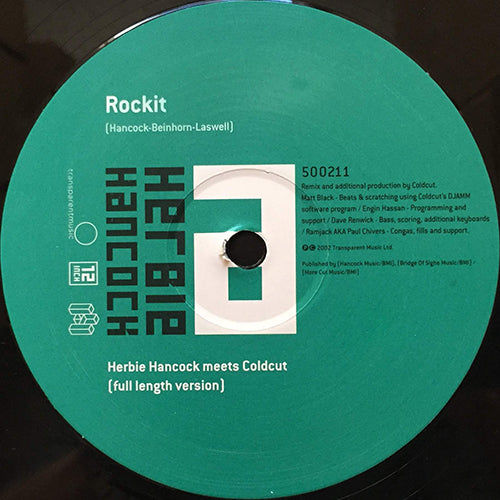 Rockit
(Hancock-Beinhorn-Laswell)
transparentmusic
12
INCH
Herbie
Hancock
a
500211
Remix and additional production by Coldcut.
Matt Black - Beats & scratching using Coldcut's DJAMM
software program / Engin Hassan - Programming and
support / Dave Renwick - Bass, scoring, additional keyboards
/ Ramjack AKA Paul Chivers - Congas, fills and support.
℗ © 2002 Transparent Music Ltd.
Published by (Hancock Music/BMI), (Bridge Of Sighs Music/BMI) /
(More Cut Music/BMI)
Herbie Hancock meets Coldcut
(full length version)